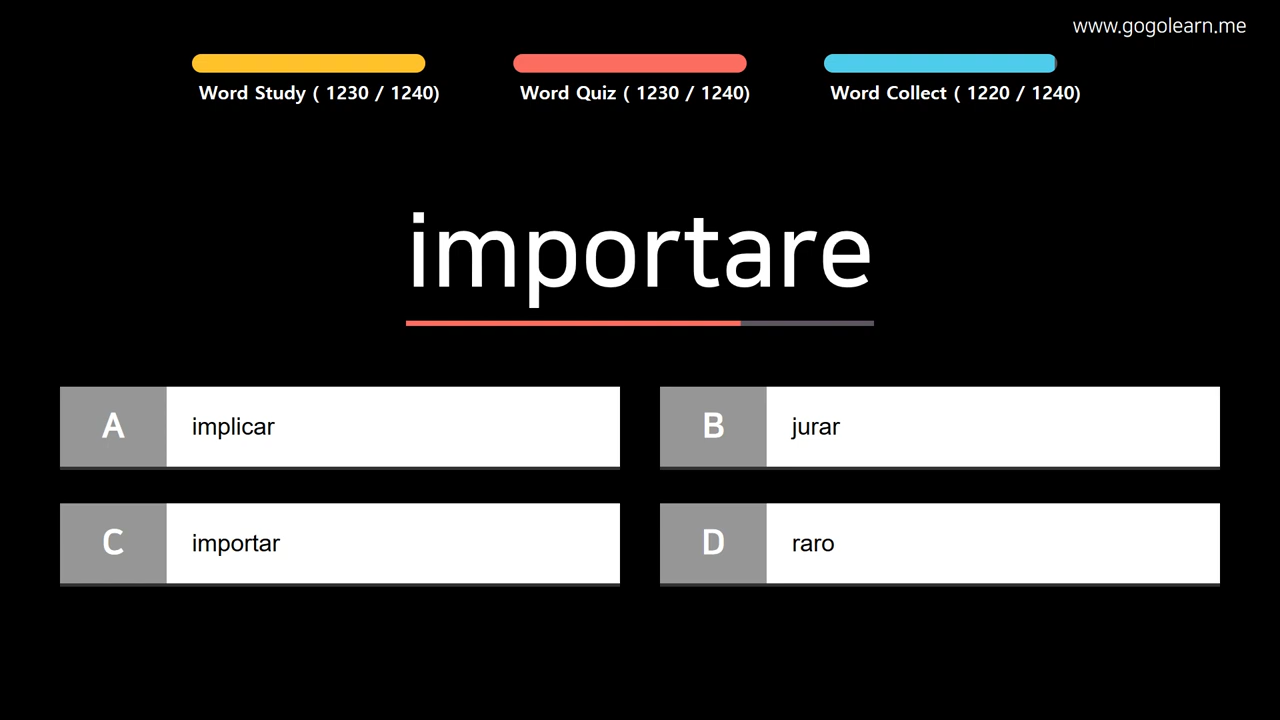 www.gogolearn.me
Word Study ( 1230 / 1240)
Word Quiz ( 1230 / 1240)
Word Collect ( 1220 / 1240)
importare
A implicar
B jurar
C importar
D raro